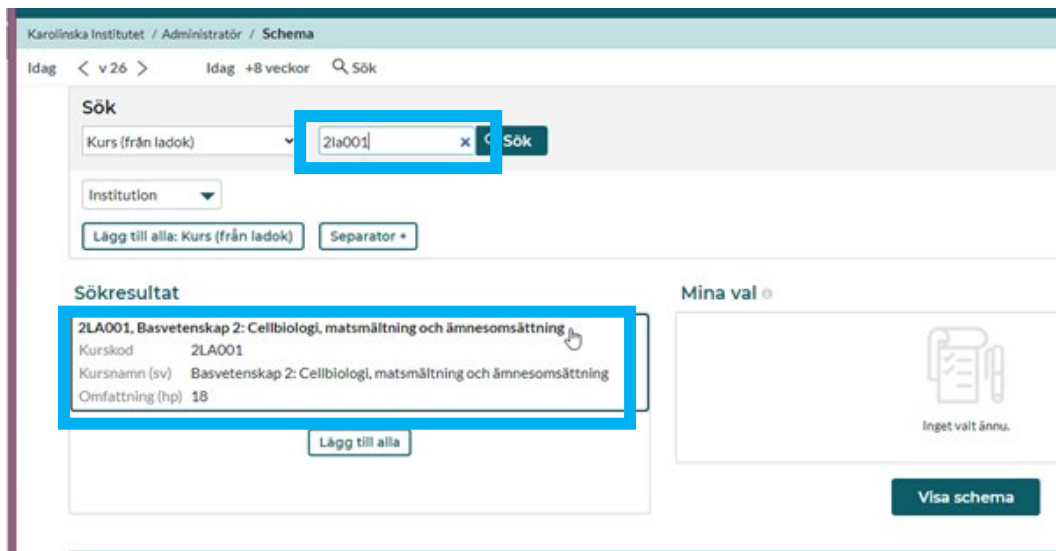 Karolinska Institutet / Administratör / Schema
Idag < v 26 > Idag +8 veckor Sök
Sök
Kurs (från ladok) 2la001 x Sök
Institution
Lägg till alla: Kurs (från ladok) Separator +
Sökresultat
Mina val
2LA001, Basvetenskap 2: Cellbiologi, matsmältning och ämnesomsättning
Kurskod 2LA001
Kursnamn (sv) Basvetenskap 2: Cellbiologi, matsmältning och ämnesomsättning
Omfattning (hp) 18
Inget valt ännu.
Lägg till alla
Visa schema